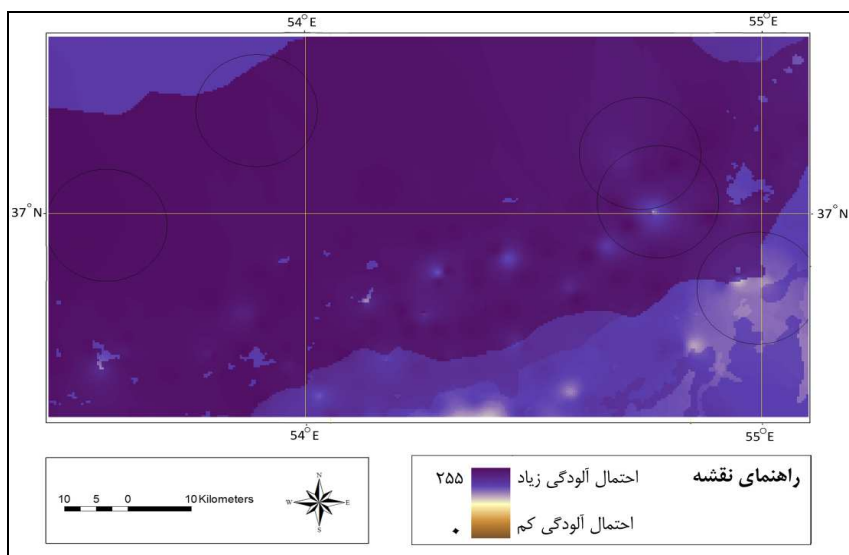 54°E 55°E
37°N 37°N
54°E 55°E
راهنمای نقشه
احتمال آلودگی زیاد ۲۵۵
احتمال آلودگی کم ۰
N
W E
S
10 5 0 10 Kilometers